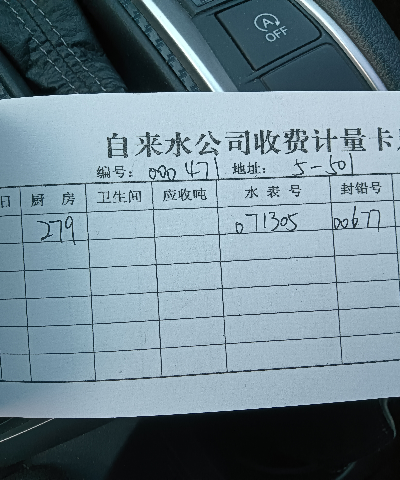 A
OFF
自来水公司收费计量卡
编号: 000471 地址: 5-501
日 厨房 卫生间 应收吨 水表号 封铅号
279 071305 00677